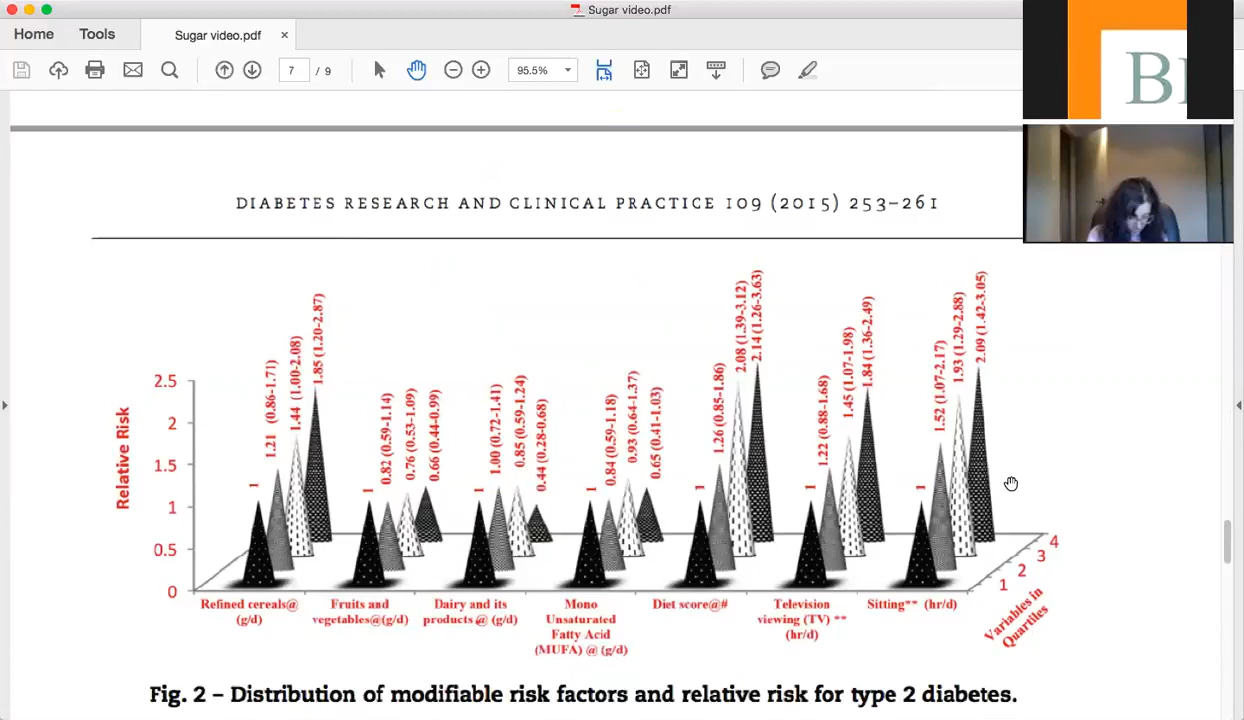 Sugar video.pdf
Home
Tools
Sugar video.pdf
×
7 / 9
95.5%
B
DIABETES RESEARCH AND CLINICAL PRACTICE 109 (2015) 253–261
Relative Risk
2.5
2
1.5
1
0.5
0
1
1.21 (0.86-1.71)
1.44 (1.00-2.08)
1.85 (1.20-2.87)
1
0.82 (0.59-1.14)
0.76 (0.53-1.09)
0.66 (0.44-0.99)
1
1.00 (0.72-1.41)
0.85 (0.59-1.24)
0.44 (0.28-0.68)
1
0.84 (0.59-1.18)
0.93 (0.64-1.37)
0.65 (0.41-1.03)
1
1.26 (0.85-1.86)
2.08 (1.39-3.12)
2.14 (1.26-3.63)
1
1.22 (0.88-1.68)
1.45 (1.07-1.98)
1.84 (1.36-2.49)
1
1.52 (1.07-2.17)
1.93 (1.29-2.88)
2.09 (1.42-3.05)
Refined cereals@
(g/d)
Fruits and
vegetables@(g/d)
Dairy and its
products @ (g/d)
Mono
Unsaturated
Fatty Acid
(MUFA) @ (g/d)
Diet score@#
Television
viewing (TV) **
(hr/d)
Sitting** (hr/d)
1
2
3
4
Variables in
Quartiles
Fig. 2 – Distribution of modifiable risk factors and relative risk for type 2 diabetes.